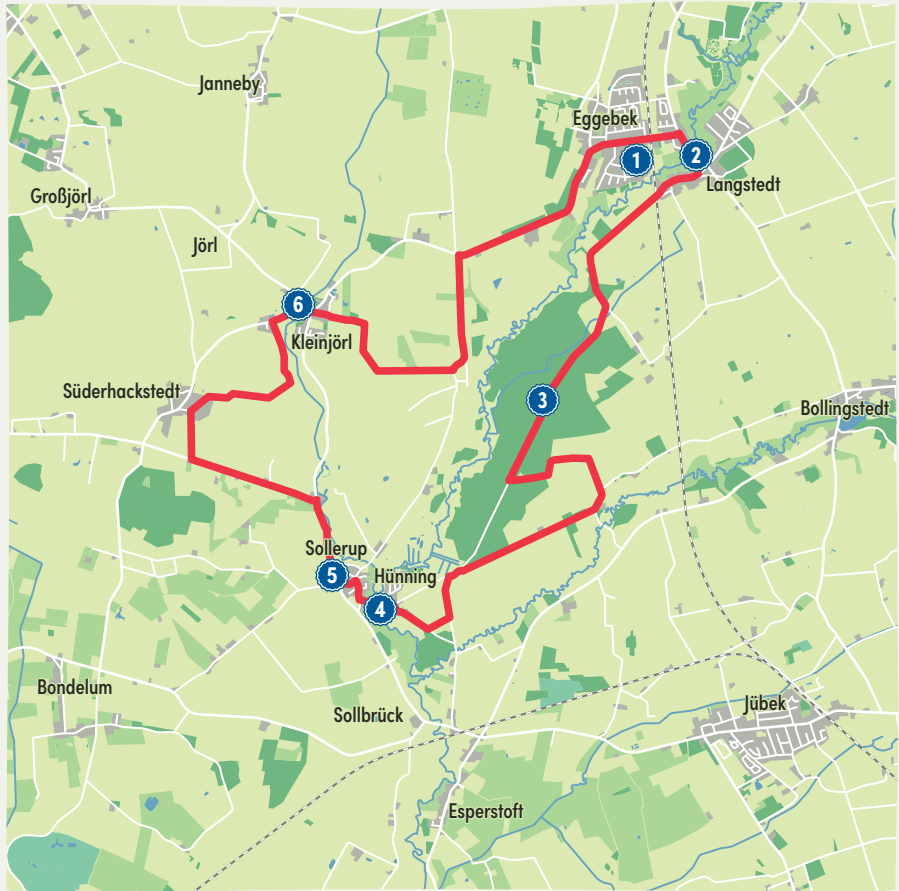 Janneby
Eggebek
1
2
Langstedt
Großjörl
Jörl
6
Kleinjörl
Süderhackstedt
3
Bollingstedt
Sollerup
5
Hünning
4
Bondelum
Sollbrück
Jübek
Esperstoft